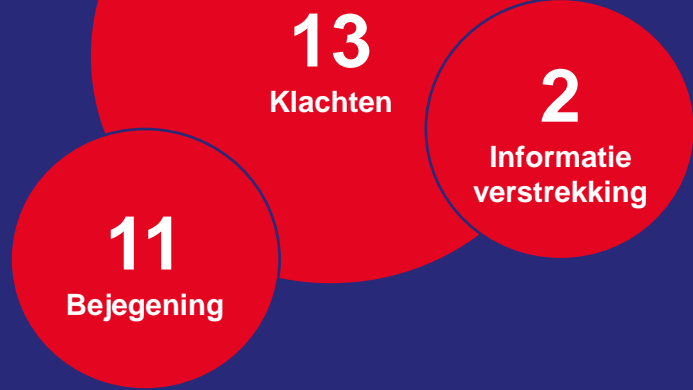 13
Klachten
2
Informatie
verstrekking
11
Bejegening